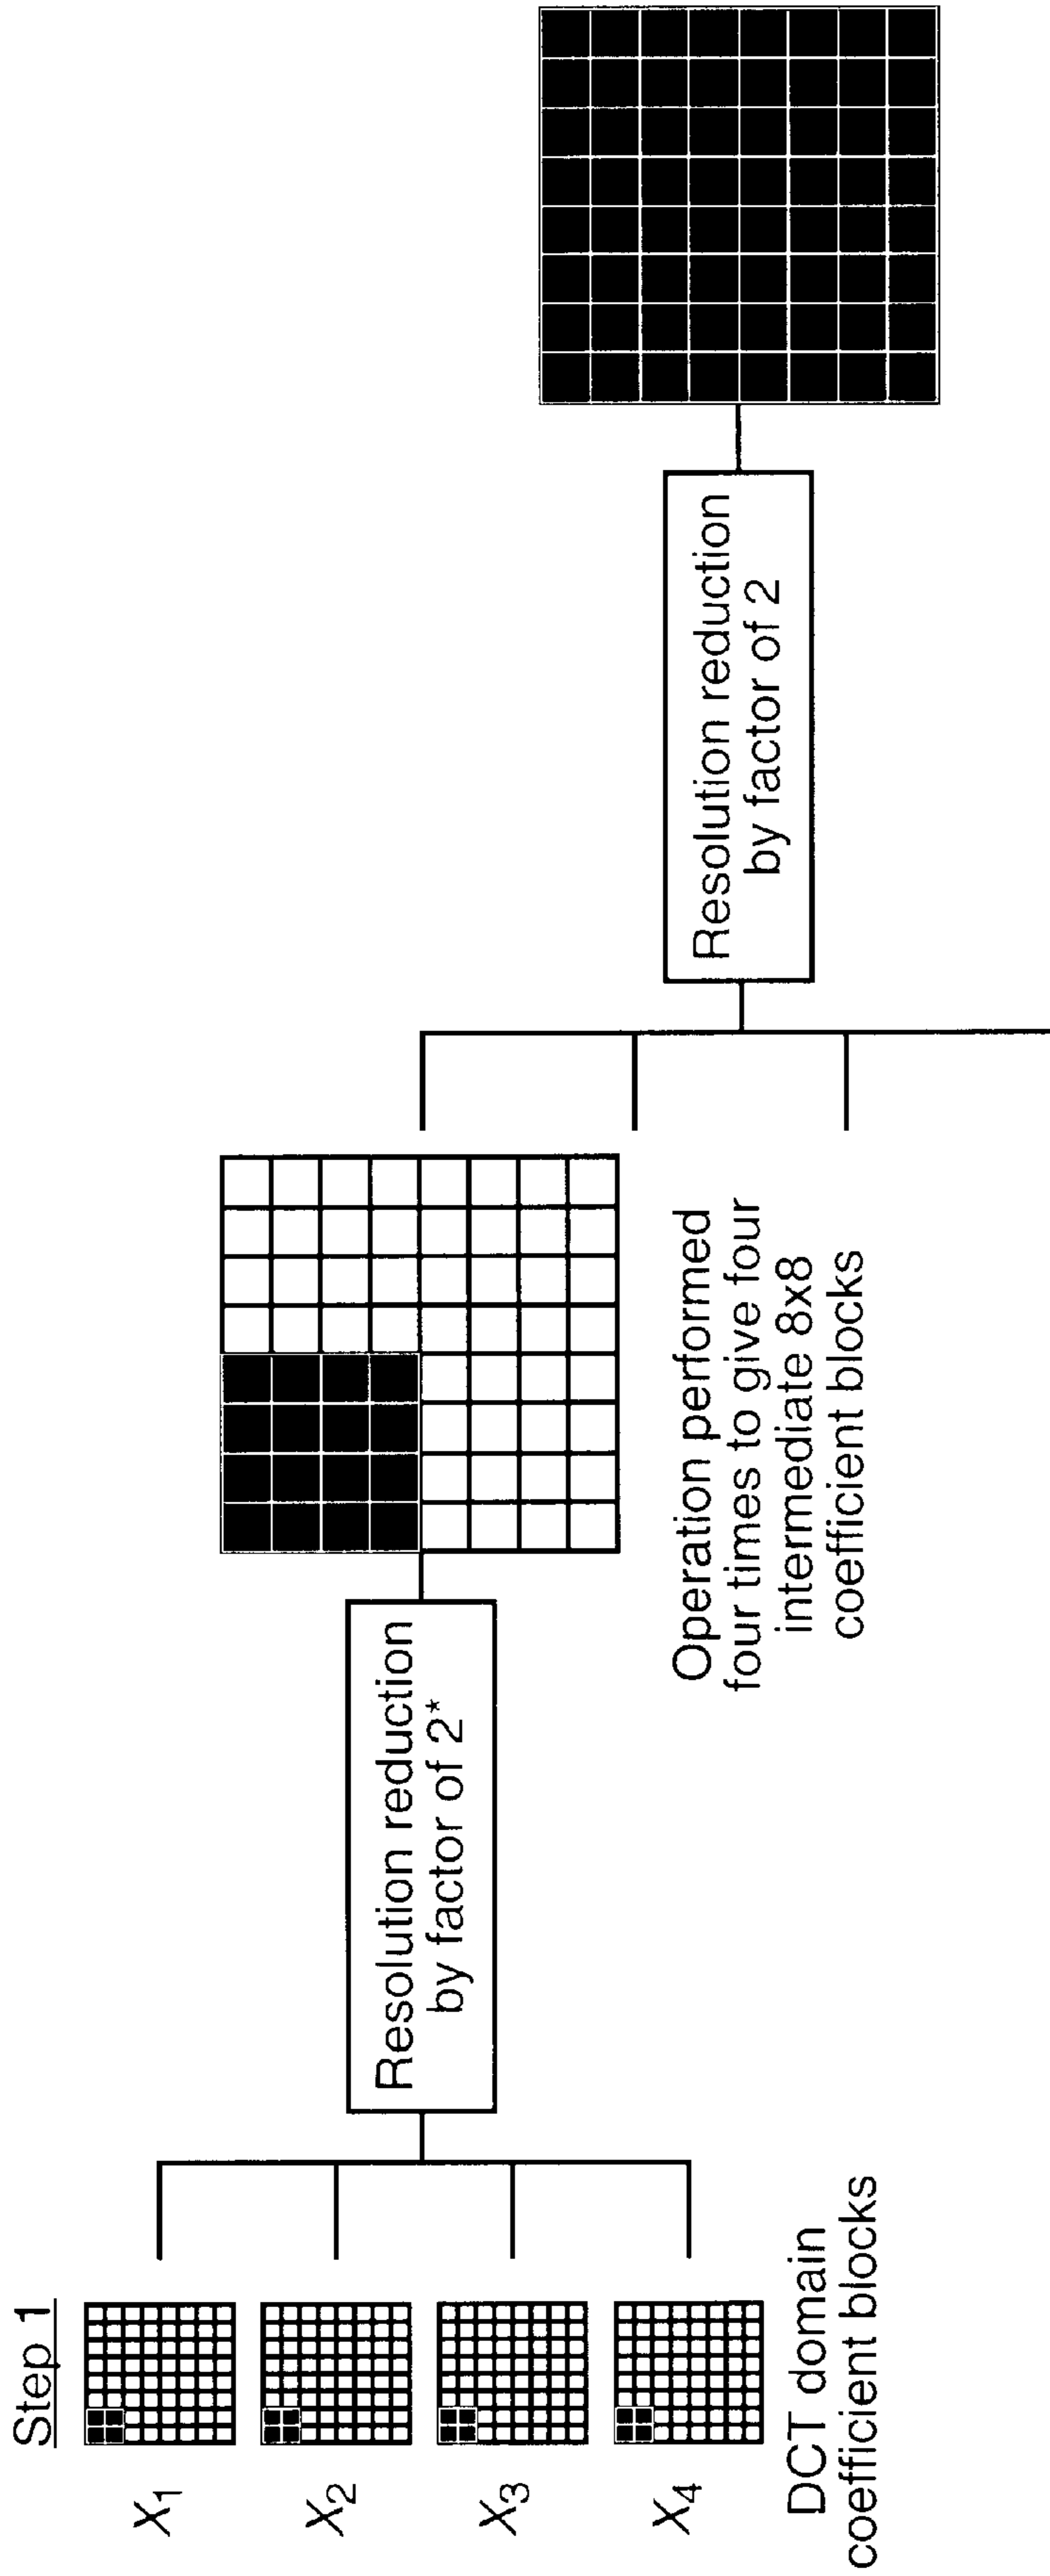 Step 1
X1
X2
X3
X4
DCT domain
coefficient blocks
Resolution reduction
by factor of 2*
Operation performed
four times to give four
intermediate 8x8
coefficient blocks
Resolution reduction
by factor of 2